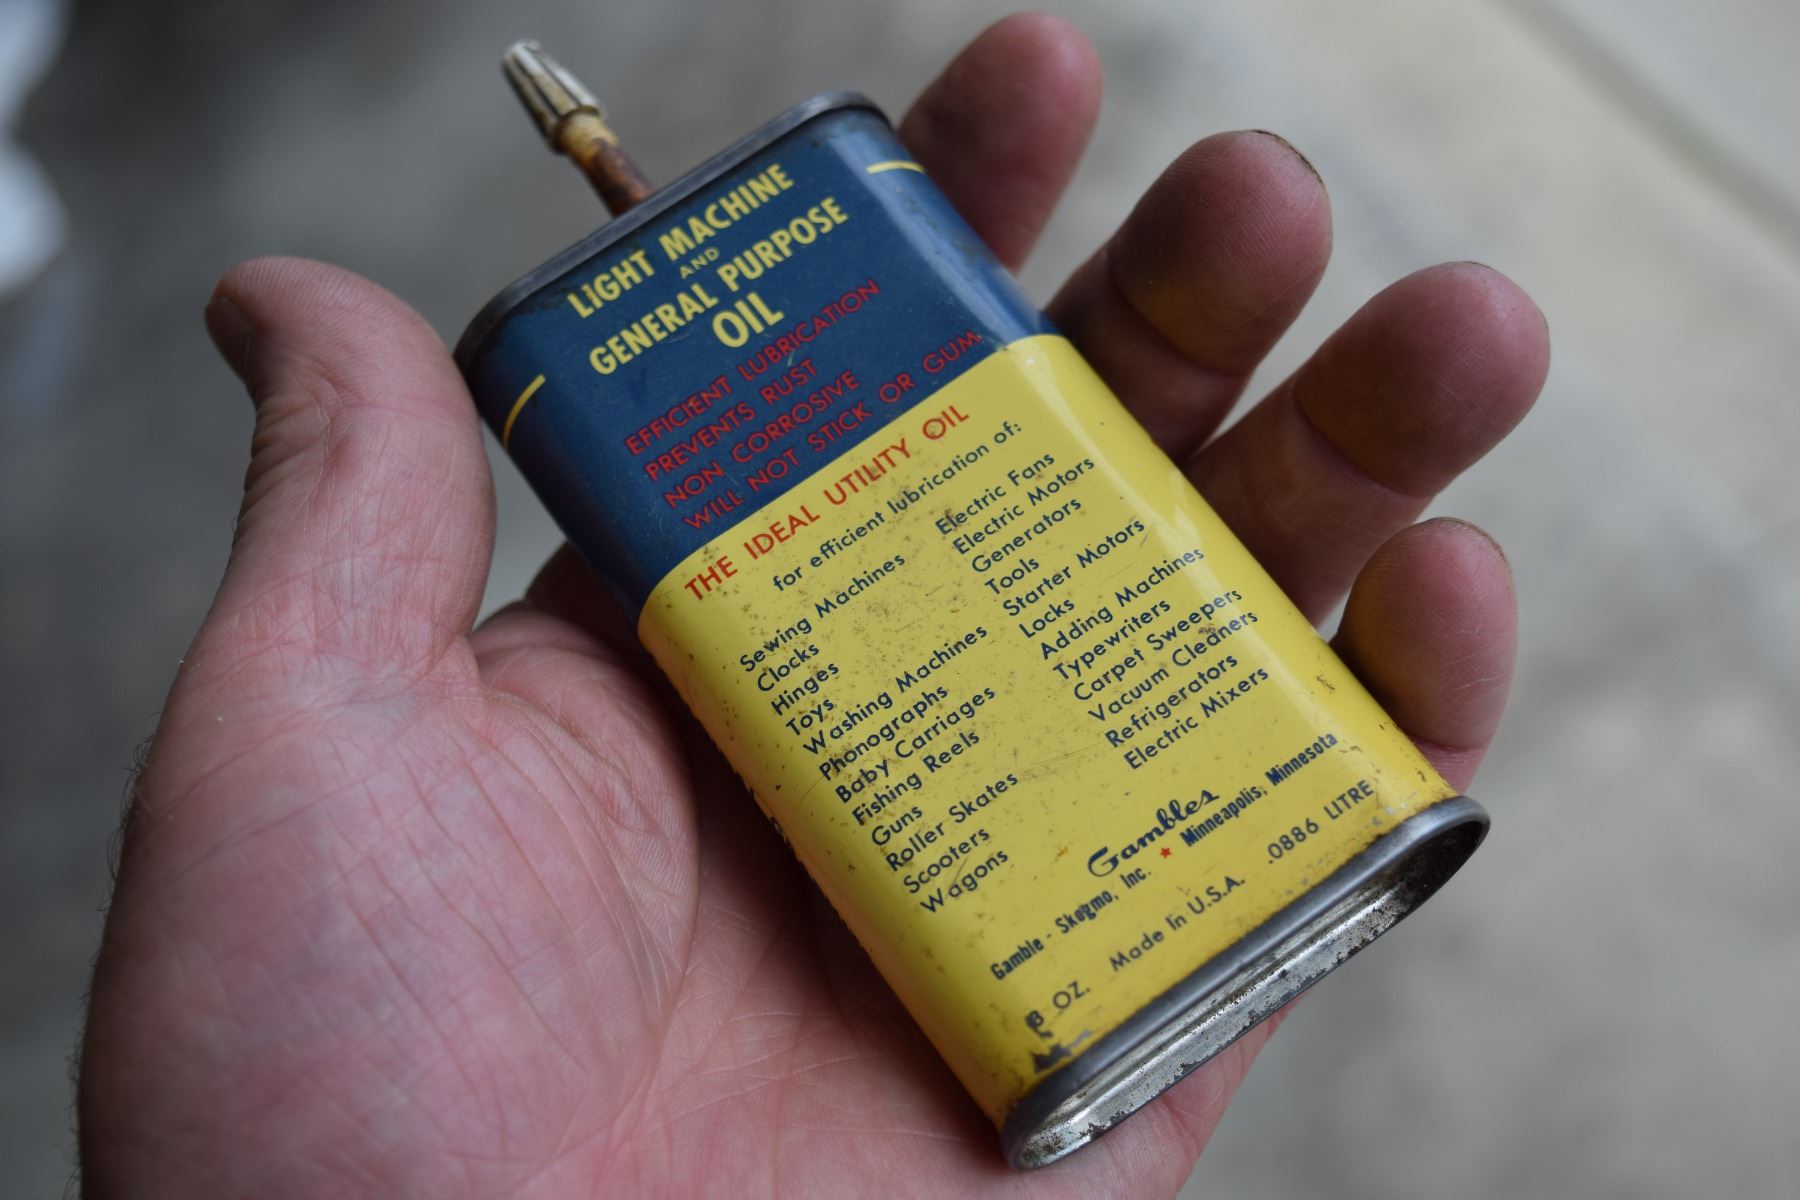 LIGHT MACHINE
AND
GENERAL PURPOSE
OIL
EFFICIENT LUBRICATION
PREVENTS RUST
NON CORROSIVE
WILL NOT STICK OR GUM.
THE IDEAL UTILITY OIL
for efficient lubrication of:
Sewing Machines
Clocks
Hinges
Toys
Washing Machines
Phonographs
Baby Carriages
Fishing Reels
Guns
Roller Skates
Scooters
Wagons
Electric Fans
Electric Motors
Generators
Tools
Starter Motors
Locks
Adding Machines
Typewriters
Carpet Sweepers
Vacuum Cleaners
Refrigerators
Electric Mixers
Gambles
Gamble - Skogmo, Inc. ★ Minneapolis, Minnesota
3 OZ. Made In U.S.A. .0886 LITRE